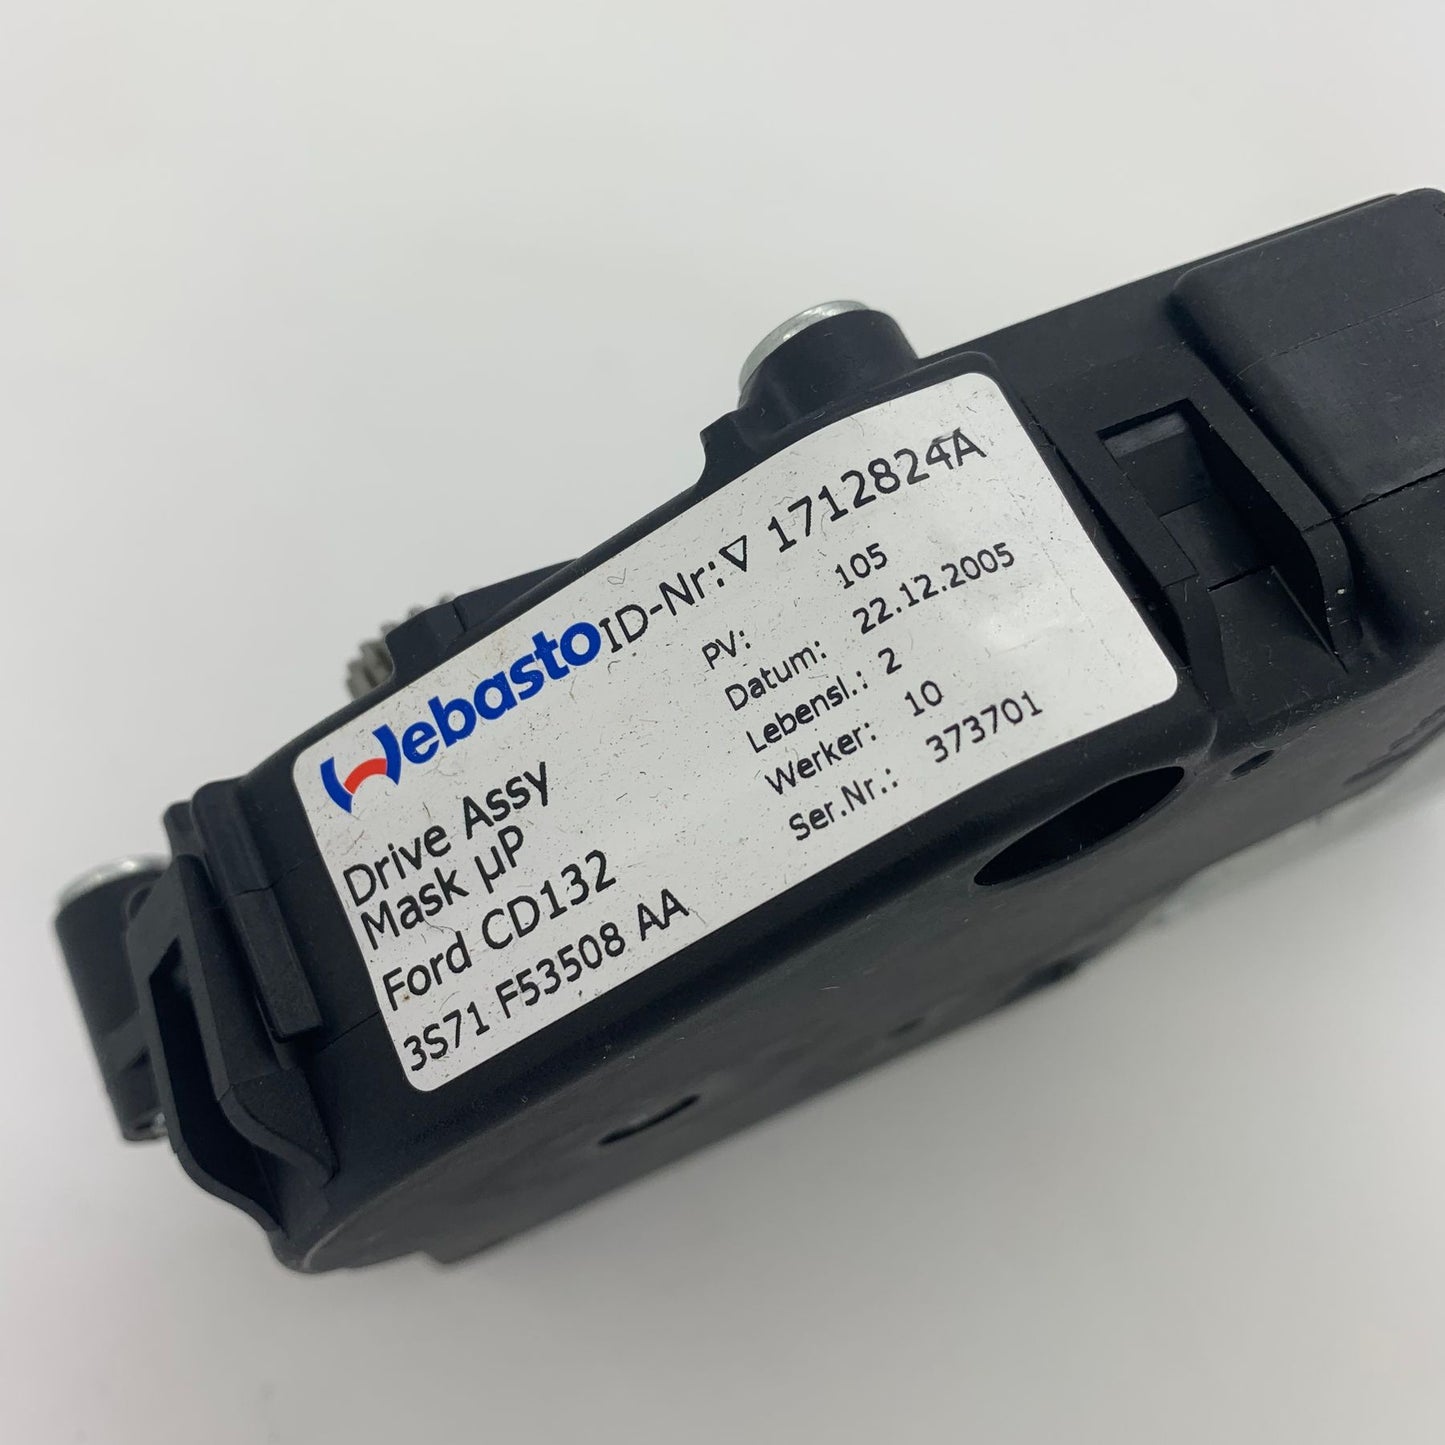 Webasto ID-Nr:▽ 1712824A
PV: 105
Datum: 22.12.2005
Lebensl.: 2
Werker: 10
Ser.Nr.: 373701
Drive Assy
Mask µP
Ford CD132
3S71 F53508 AA